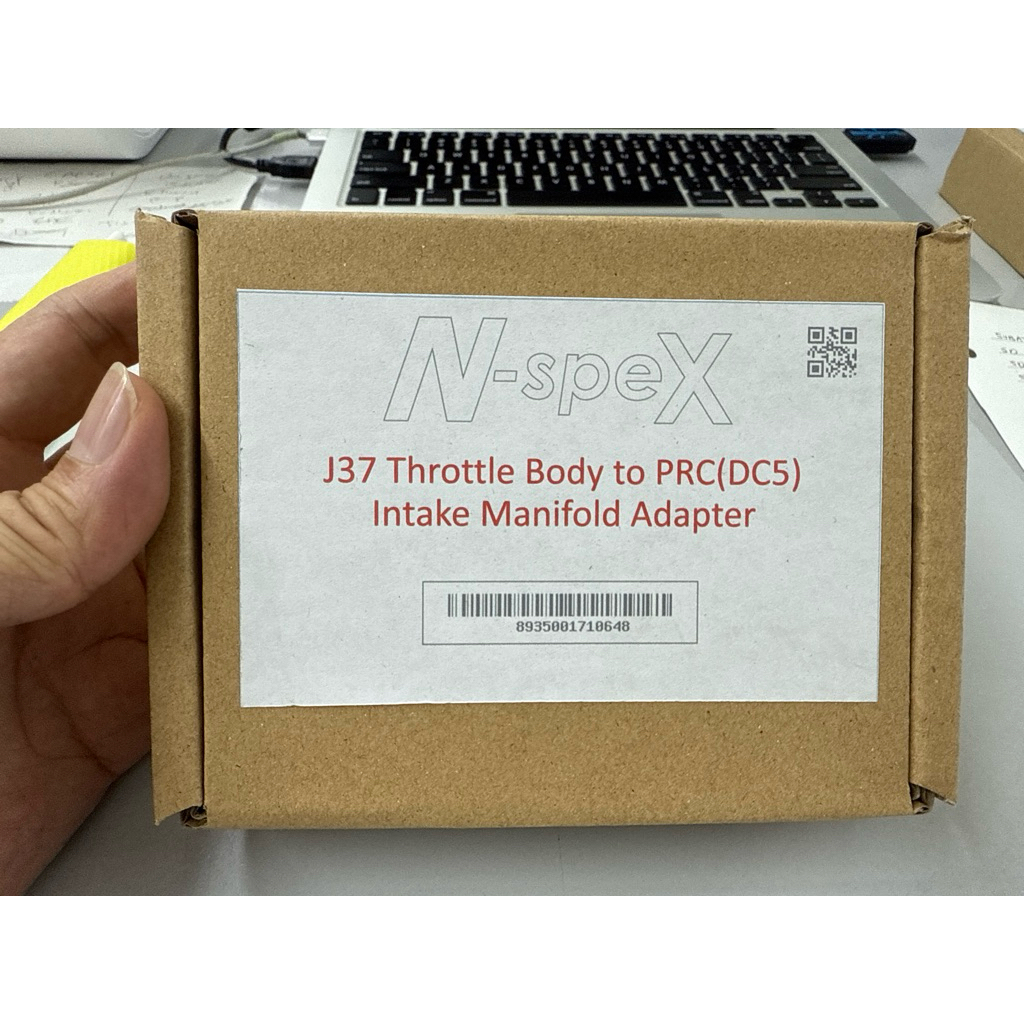 N-speX
J37 Throttle Body to PRC(DC5)
Intake Manifold Adapter
8935001710648